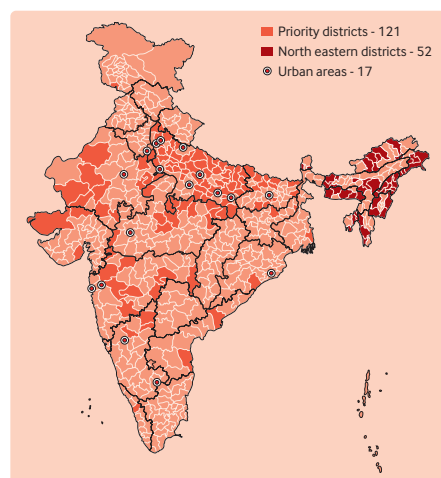 Priority districts - 121
North eastern districts - 52
Urban areas - 17